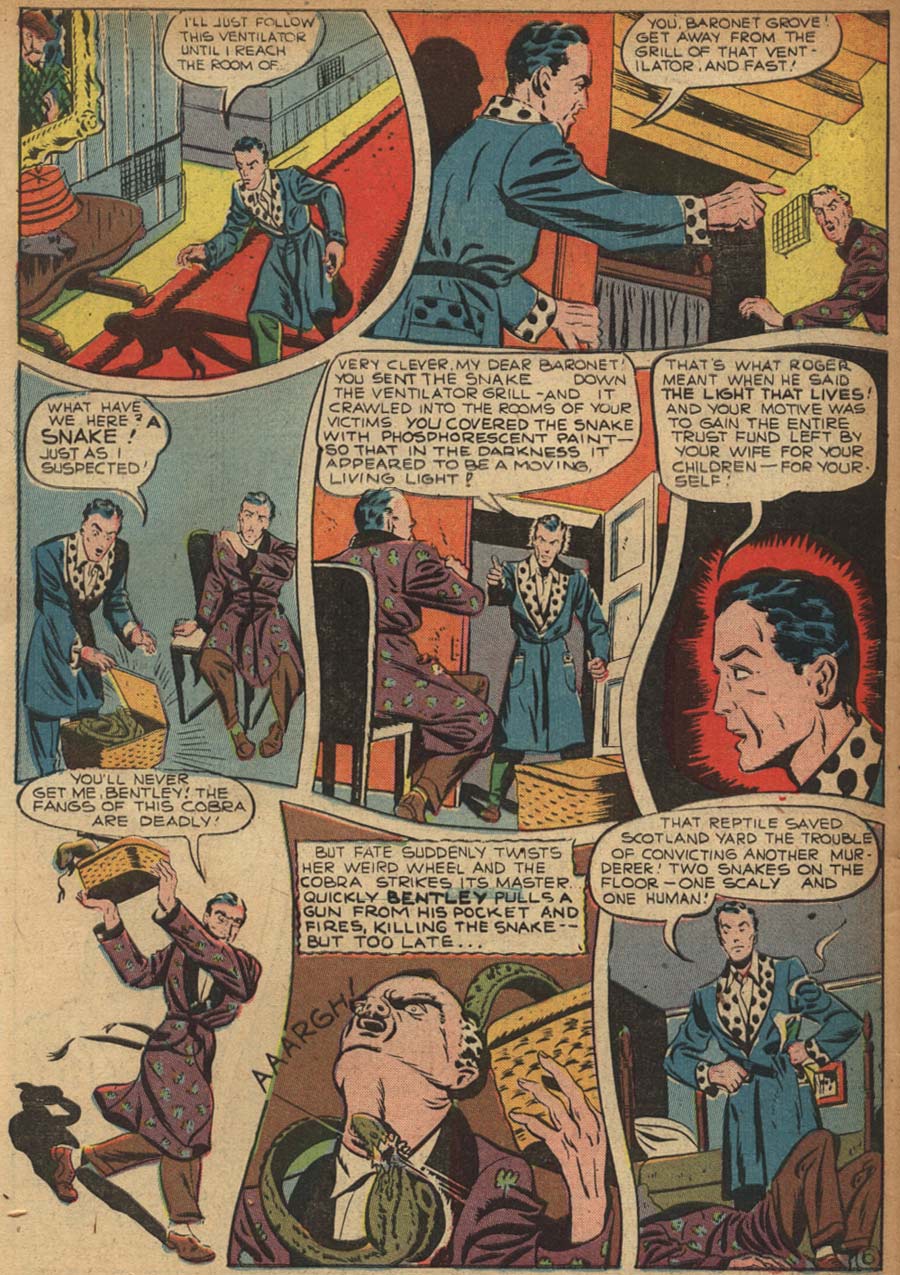 I'LL JUST FOLLOW
THIS VENTILATOR
UNTIL I REACH
THE ROOM OF...
YOU, BARONET GROVE!
GET AWAY FROM THE
GRILL OF THAT VENT-
ILATOR, AND FAST!
WHAT HAVE
WE HERE? A
SNAKE!
JUST AS I
SUSPECTED!
VERY CLEVER, MY DEAR BARONET!
YOU SENT THE SNAKE DOWN
THE VENTILATOR GRILL-AND IT
CRAWLED INTO THE ROOMS OF YOUR
VICTIMS YOU COVERED THE SNAKE
WITH PHOSPHORESCENT PAINT—
SO THAT IN THE DARKNESS IT
APPEARED TO BE A MOVING,
LIVING LIGHT!
THAT'S WHAT ROGER
MEANT WHEN HE SAID
THE LIGHT THAT LIVES!
AND YOUR MOTIVE WAS
TO GAIN THE ENTIRE
TRUST FUND LEFT BY
YOUR WIFE FOR YOUR
CHILDREN—FOR YOUR-
SELF!
YOU'LL NEVER
GET ME, BENTLEY! THE
FANGS OF THIS COBRA
ARE DEADLY!
BUT FATE SUDDENLY TWISTS
HER WEIRD WHEEL AND THE
COBRA STRIKES ITS MASTER.
QUICKLY BENTLEY PULLS A
GUN FROM HIS POCKET AND
FIRES, KILLING THE SNAKE--
BUT TOO LATE...
AAARGH!
THAT REPTILE SAVED
SCOTLAND YARD THE TROUBLE
OF CONVICTING ANOTHER MUR-
DERER! TWO SNAKES ON THE
FLOOR—ONE SCALY AND
ONE HUMAN!
6